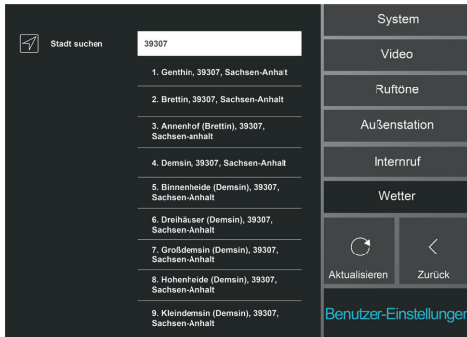 Stadt suchen
39307
1. Genthin, 39307, Sachsen-Anhalt
2. Brettin, 39307, Sachsen-Anhalt
3. Annenhof (Brettin), 39307,
Sachsen-anhalt
4. Demsin, 39307, Sachsen-Anhalt
5. Binnenheide (Demsin), 39307,
Sachsen-Anhalt
6. Dreihäuser (Demsin), 39307,
Sachsen-Anhalt
7. Großdemsin (Demsin), 39307,
Sachsen-Anhalt
8. Hohenheide (Demsin), 39307,
Sachsen-Anhalt
9. Kleindemsin (Demsin), 39307,
Sachsen-Anhalt
System
Video
Ruftöne
Außenstation
Internruf
Wetter
Aktualisieren
Zurück
Benutzer-Einstellungen